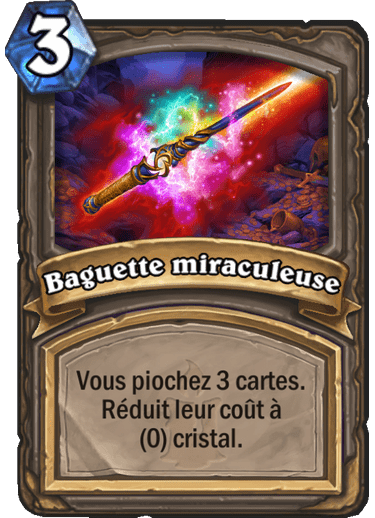 3
Baguette miraculeuse
Vous piochez 3 cartes.
Réduit leur coût à
(0) cristal.